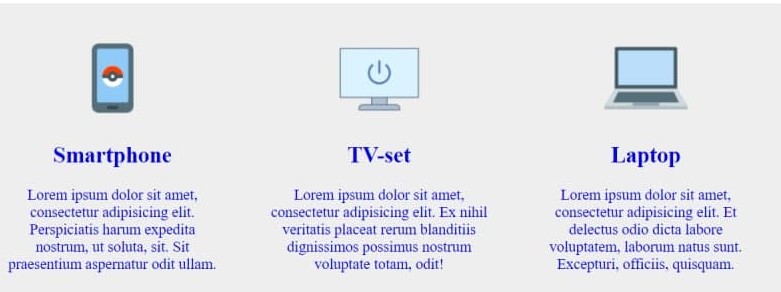 Smartphone
Lorem ipsum dolor sit amet,
consectetur adipisicing elit.
Perspiciatis harum expedita
nostrum, ut soluta, sit. Sit
praesentium aspernatur odit ullam.
TV-set
Lorem ipsum dolor sit amet,
consectetur adipisicing elit. Ex nihil
veritatis placeat rerum blanditiis
dignissimos possimus nostrum
voluptate totam, odit!
Laptop
Lorem ipsum dolor sit amet,
consectetur adipisicing elit. Et
delectus odio dicta labore
voluptatem, laborum natus sunt.
Excepturi, officiis, quisquam.